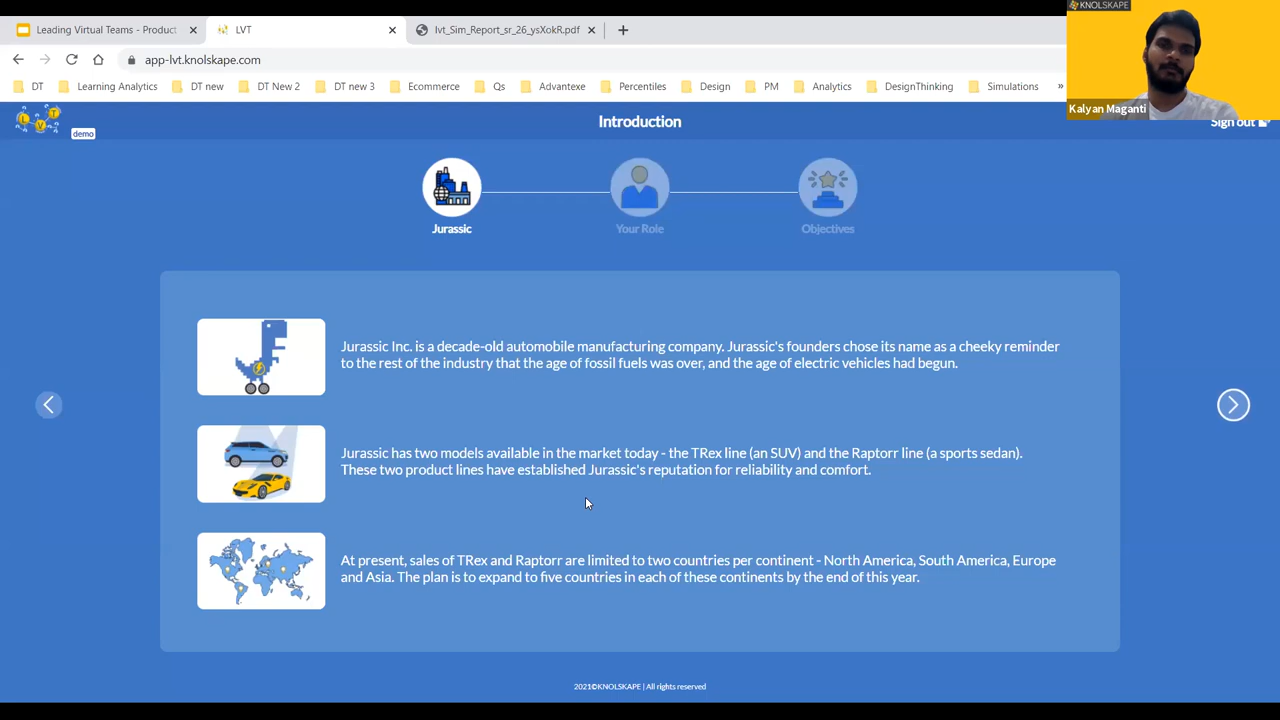 Leading Virtual Teams - Product
LVT
lvt_Sim_Report_sr_26_ysXokR.pdf
KNOLSKAPE
app-lvt.knolskape.com
DT
Learning Analytics
DT new
DT New 2
DT new 3
Ecommerce
Qs
Advantexe
Percentiles
Design
PM
Analytics
DesignThinking
Simulations
»
Kalyan Maganti
L V T
demo
Introduction
Sign out
Jurassic
Your Role
Objectives
Jurassic Inc. is a decade-old automobile manufacturing company. Jurassic's founders chose its name as a cheeky reminder
to the rest of the industry that the age of fossil fuels was over, and the age of electric vehicles had begun.
Jurassic has two models available in the market today - the TRex line (an SUV) and the Raptorr line (a sports sedan).
These two product lines have established Jurassic's reputation for reliability and comfort.
At present, sales of TRex and Raptorr are limited to two countries per continent - North America, South America, Europe
and Asia. The plan is to expand to five countries in each of these continents by the end of this year.
2021©KNOLSKAPE | All rights reserved